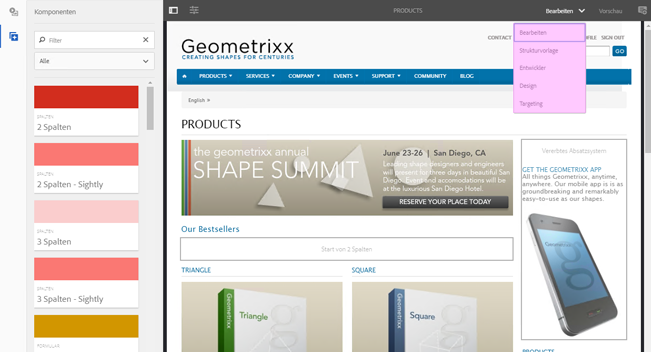 Komponenten
PRODUCTS
Bearbeiten
Vorschau
Filter
Alle
SPALTEN
2 Spalten
SPALTEN
2 Spalten - Sightly
SPALTEN
3 Spalten
SPALTEN
3 Spalten - Sightly
FORMULAR
Bearbeiten
Strukturvorlage
Entwickler
Design
Targeting
Geometrixx
CREATING SHAPES FOR CENTURIES
CONTACT
SIGN OUT
GO
PRODUCTS SERVICES COMPANY EVENTS SUPPORT COMMUNITY BLOG
English »
PRODUCTS
the geometrixx annual
SHAPE SUMMIT
June 23-26 | San Diego, CA
Leading shape designers and engineers
will present for three days in beautiful San
Diego. Event and accomodations will be
at the luxurious San Diego Hotel.
RESERVE YOUR PLACE TODAY
Our Bestsellers
Start von 2 Spalten
TRIANGLE
SQUARE
Geometrixx
Triangle
Geometrixx
Square
Vererbtes Absatzsystem
GET THE GEOMETRIXX APP
All things Geometrixx, anytime,
anywhere. Our mobile app is is as
groundbreaking and remarkably
easy-to-use as our shapes.
PRODUCTS